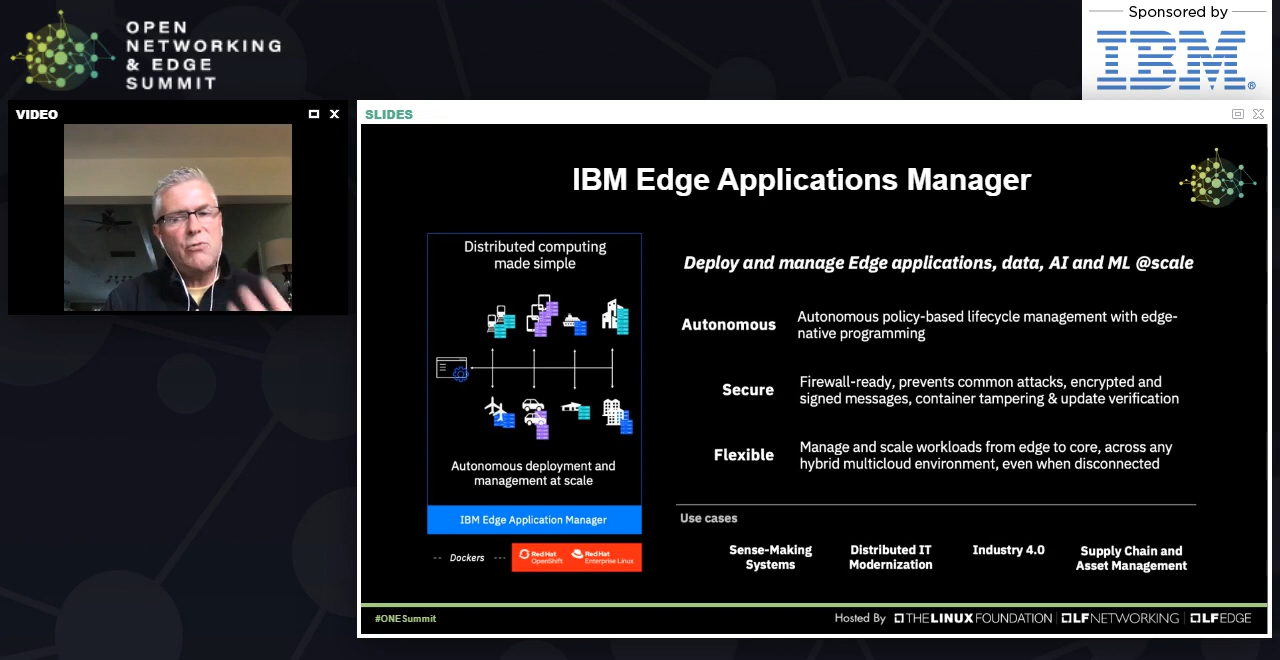 OPEN
NETWORKING
& EDGE
SUMMIT
Sponsored by
IBM®
VIDEO
SLIDES
IBM Edge Applications Manager
Distributed computing
made simple
Autonomous deployment and
management at scale
IBM Edge Application Manager
-- Dockers ---
Red Hat
OpenShift
Red Hat
Enterprise Linux
Deploy and manage Edge applications, data, AI and ML @scale
Autonomous
Autonomous policy-based lifecycle management with edge-
native programming
Secure
Firewall-ready, prevents common attacks, encrypted and
signed messages, container tampering & update verification
Flexible
Manage and scale workloads from edge to core, across any
hybrid multicloud environment, even when disconnected
Use cases
Sense-Making
Systems
Distributed IT
Modernization
Industry 4.0
Supply Chain and
Asset Management
#ONESummit
Hosted By THE LINUX FOUNDATION | LFNETWORKING | LFEDGE